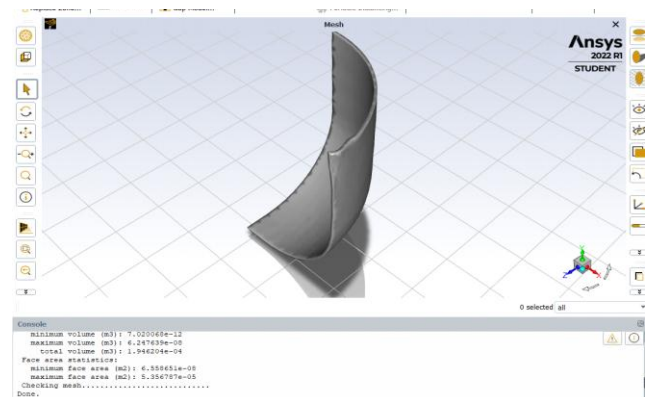 Mesh
Ansys
2022 R1
STUDENT
0 selected all
Console
minimum volume (m3): 7.020068e-12
maximum volume (m3): 6.247639e-08
total volume (m3): 1.946204e-04
Face area statistics:
minimum face area (m2): 6.558651e-08
maximum face area (m2): 5.356787e-05
Checking mesh............................
Done.